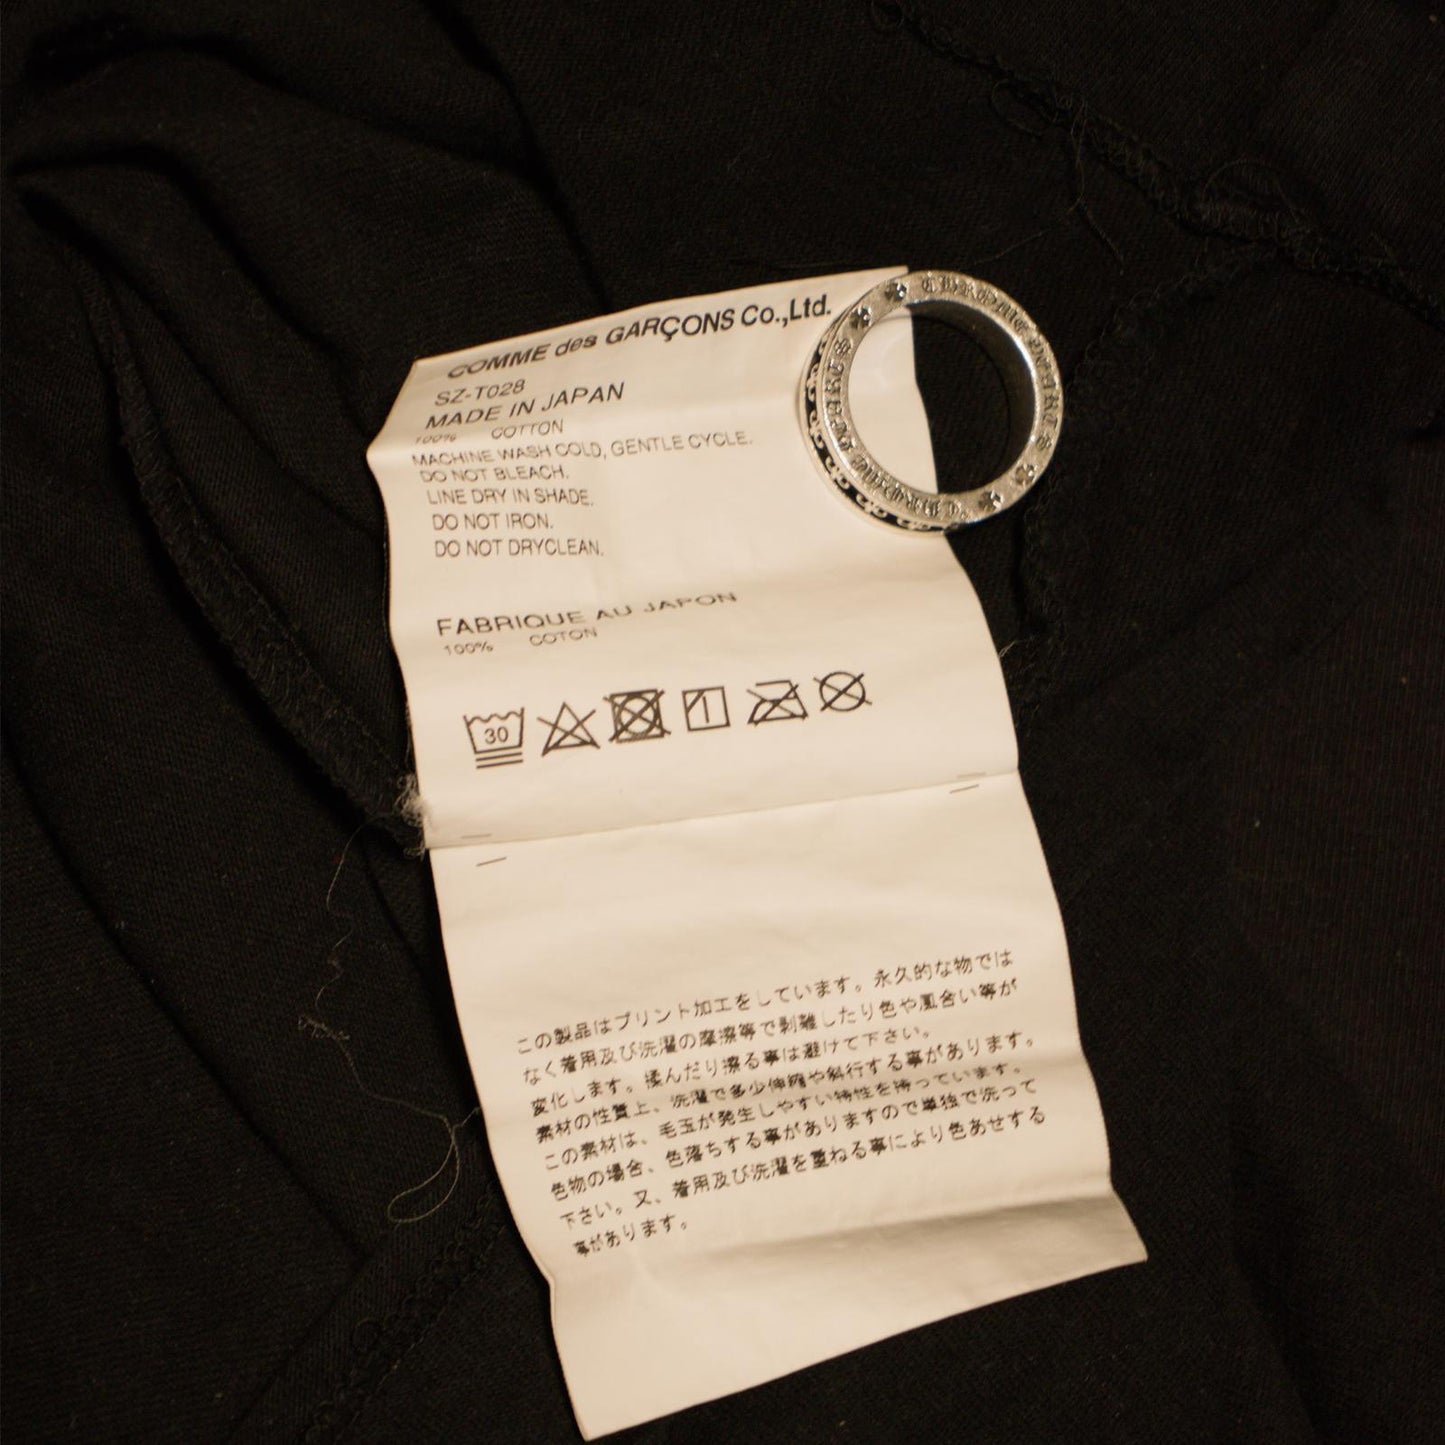 COMME des GARÇONS Co.,Ltd.
SZ-T028
MADE IN JAPAN
100% COTTON
MACHINE WASH COLD, GENTLE CYCLE.
DO NOT BLEACH.
LINE DRY IN SHADE.
DO NOT IRON.
DO NOT DRYCLEAN.
FABRIQUE AU JAPON
100% COTON
30
この製品はプリント加工をしています。永久的な物では
なく着用及び洗濯の摩擦等で剥離したり色や風合い等が
変化します。揉んだり擦る事は避けて下さい。
素材の性質上、洗濯で多少伸縮や斜行する事があります。
この素材は、毛玉が発生しやすい特性を持っています。
色物の場合、色落ちする事がありますので単独で洗って
下さい。又、着用及び洗濯を重ねる事により色あせする
事があります。
CHROME HEARTS
CHROME HEARTS